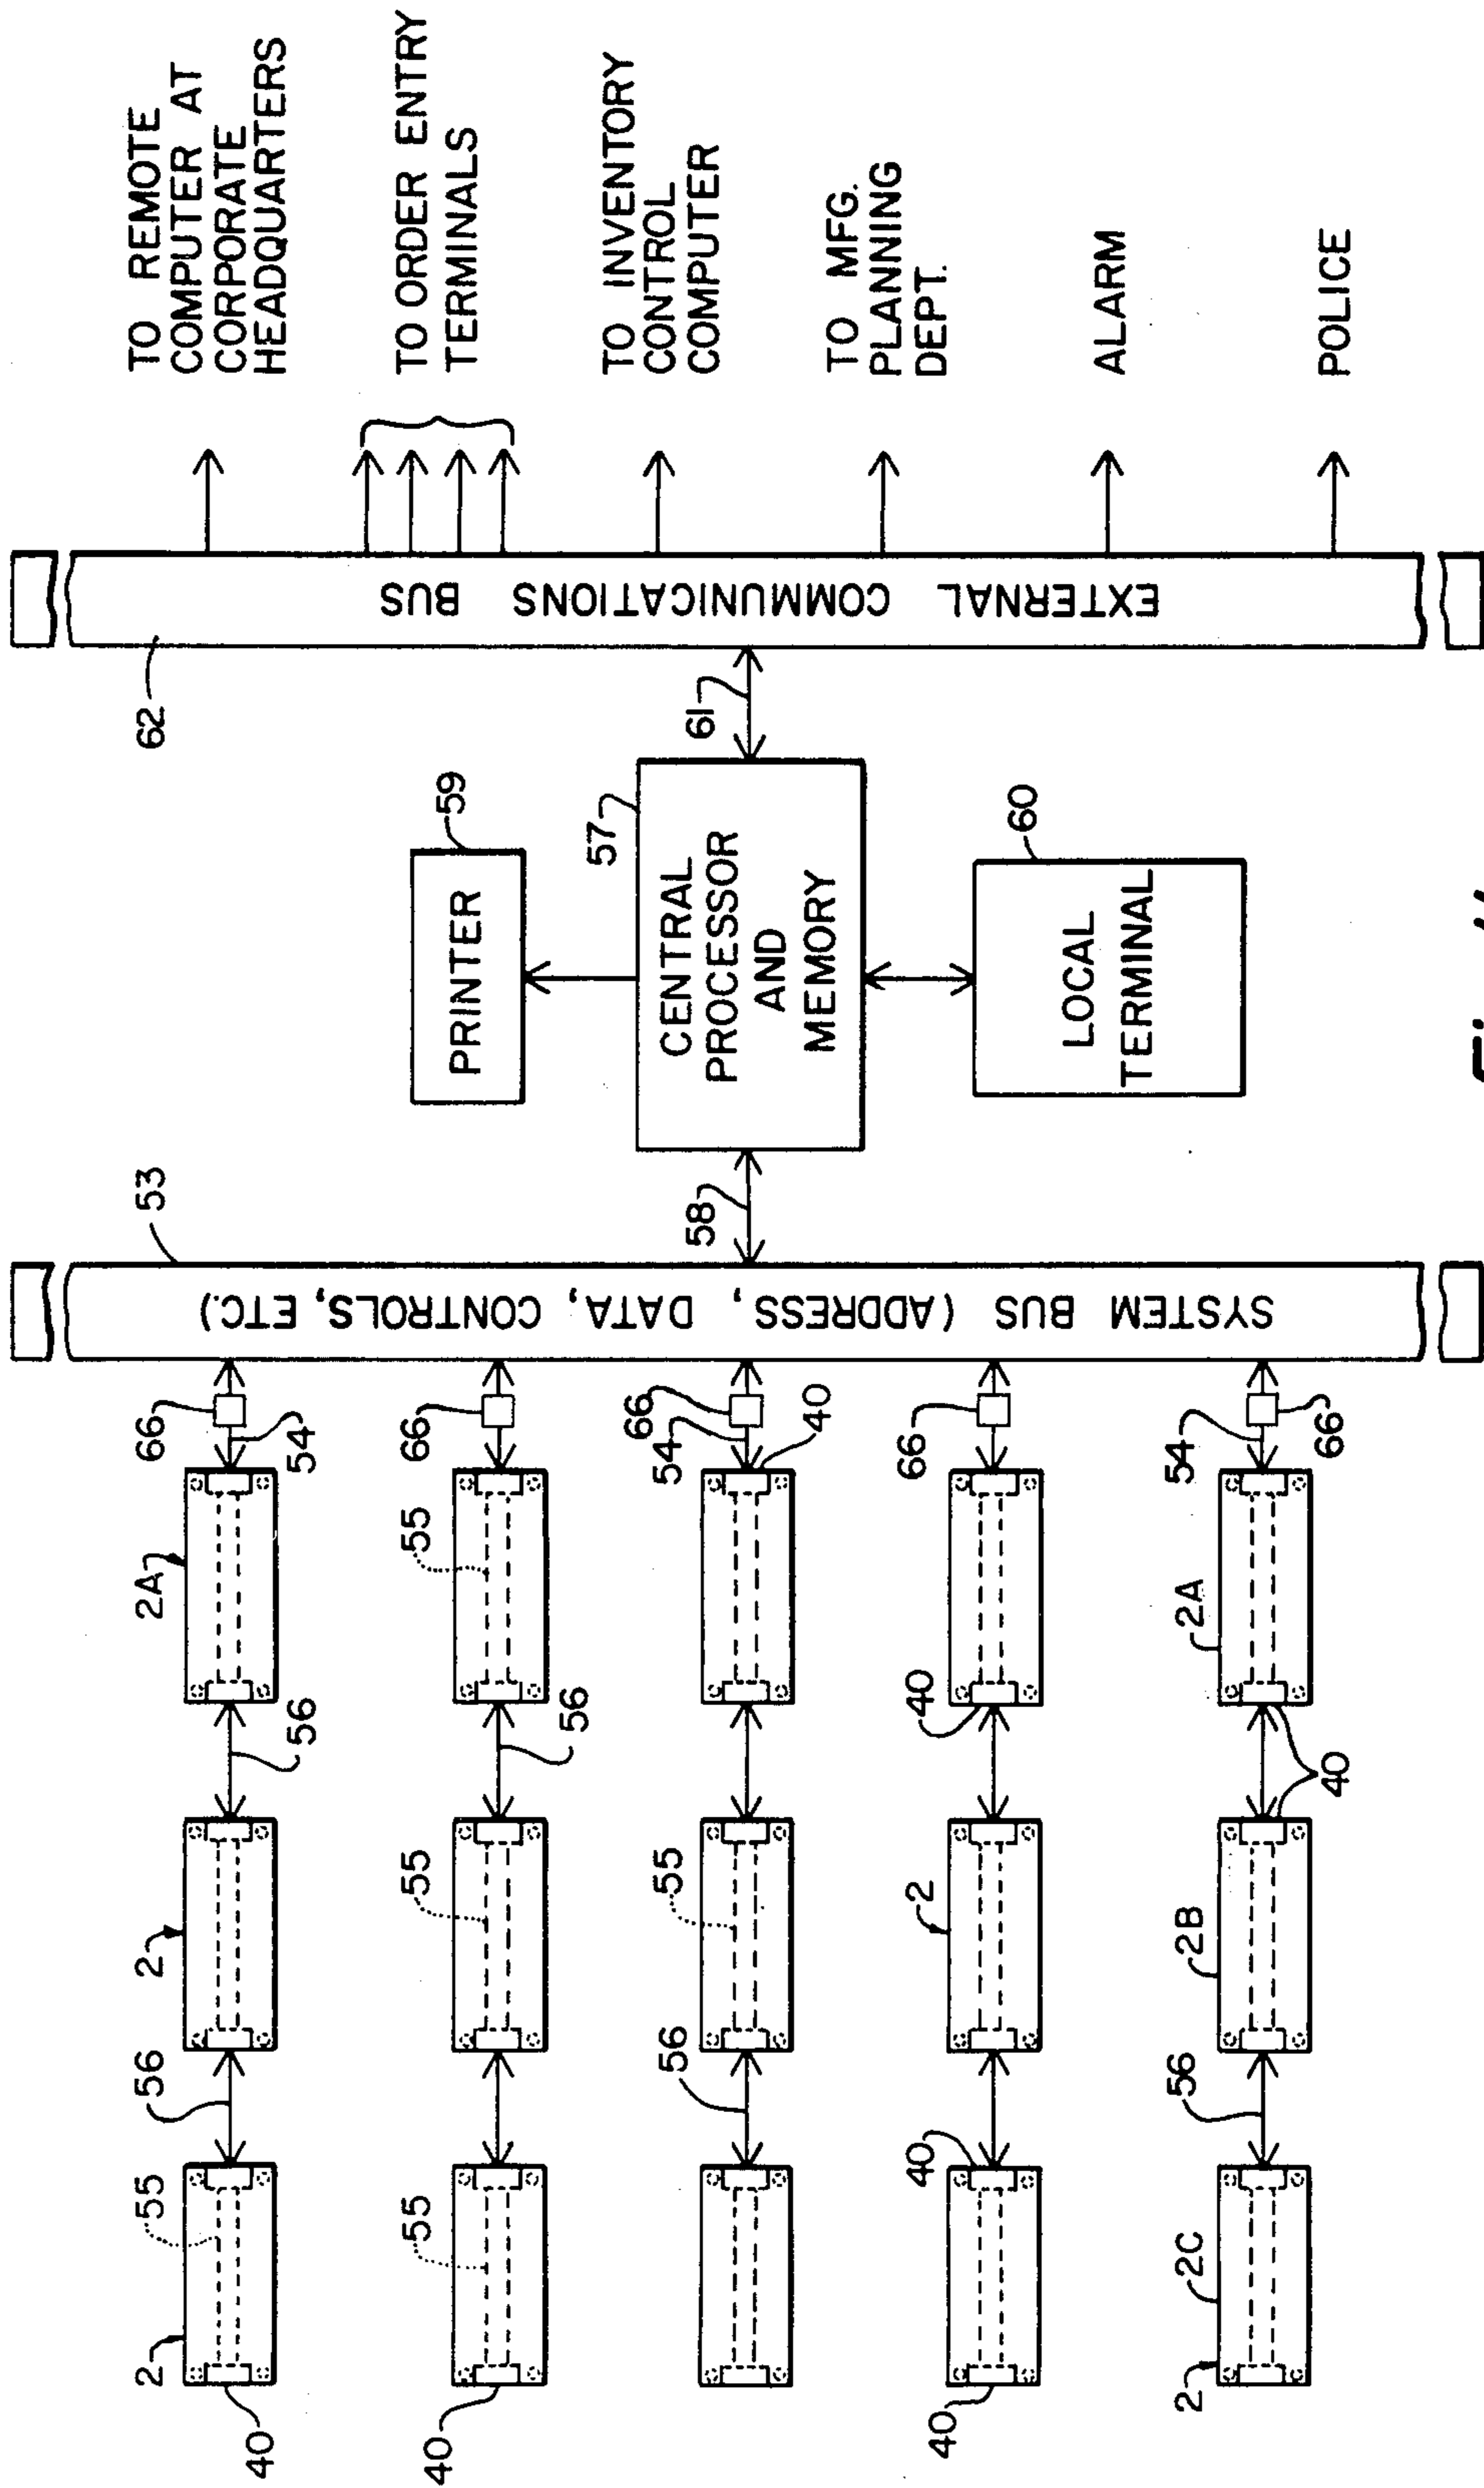 2
55
56
2
2A
66
53
62
TO REMOTE
COMPUTER AT
CORPORATE
HEADQUARTERS
40
56
54
SYSTEM BUS (ADDRESS, DATA, CONTROLS, ETC.)
EXTERNAL COMMUNICATIONS BUS
55
55
55
66
PRINTER
59
TO ORDER ENTRY
TERMINALS
40
56
57
CENTRAL
PROCESSOR
AND
MEMORY
58
61
TO INVENTORY
CONTROL
COMPUTER
56
55
54
66
40
40
40
2
40
66
TO MFG.
PLANNING
DEPT.
LOCAL
TERMINAL
60
2
2C
56
2B
2A
54
ALARM
40
66
POLICE